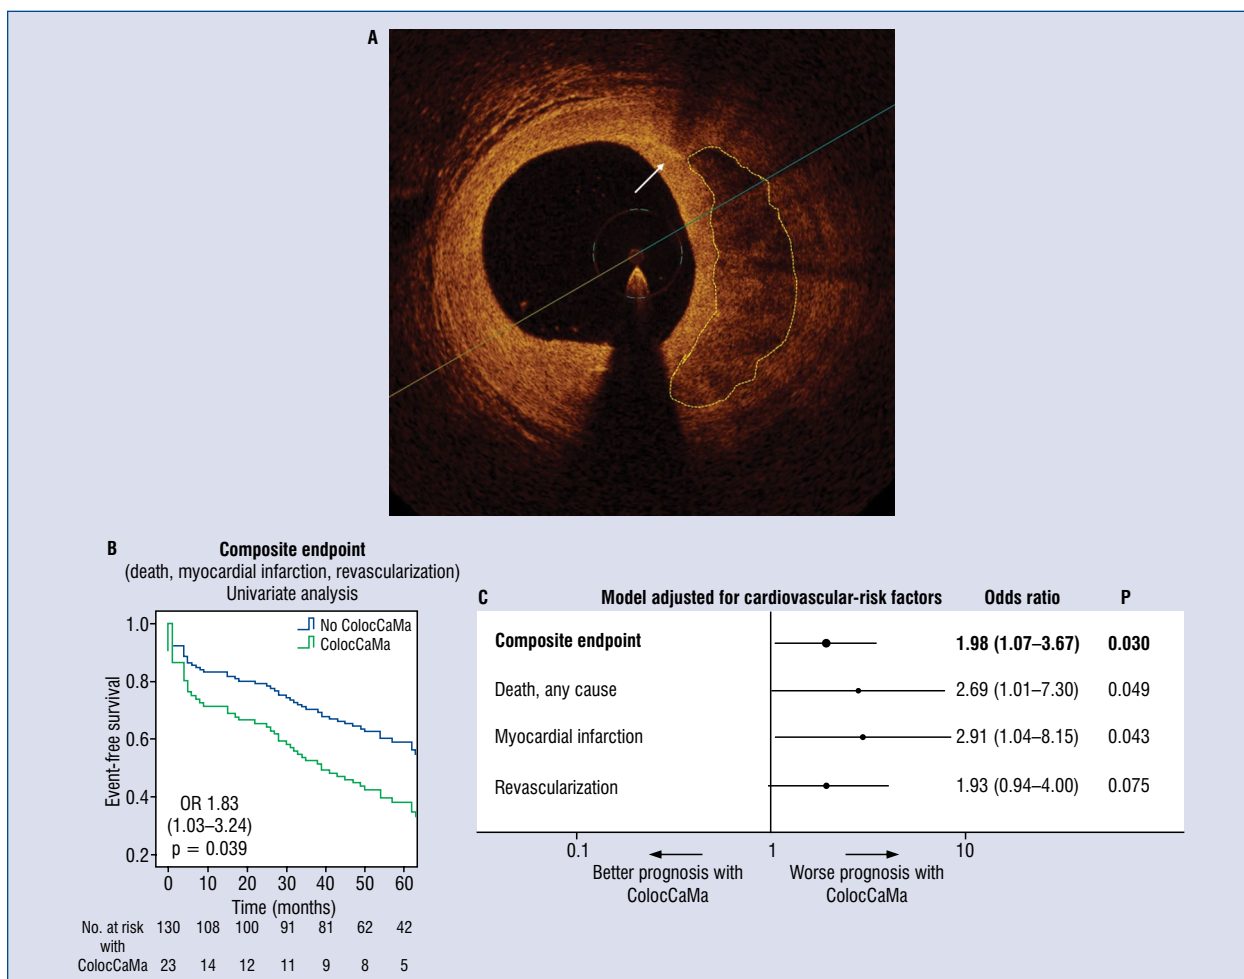 A
B
Composite endpoint
(death, myocardial infarction, revascularization)
Univariate analysis
No ColocCaMa
ColocCaMa
Event-free survival
1.0
0.8
0.6
0.4
0.2
OR 1.83
(1.03–3.24)
p = 0.039
0 10 20 30 40 50 60
Time (months)
No. at risk 130 108 100 91 81 62 42
with
ColocCaMa 23 14 12 11 9 8 5
C Model adjusted for cardiovascular-risk factors Odds ratio P
Composite endpoint 1.98 (1.07–3.67) 0.030
Death, any cause 2.69 (1.01–7.30) 0.049
Myocardial infarction 2.91 (1.04–8.15) 0.043
Revascularization 1.93 (0.94–4.00) 0.075
0.1 1 10
Better prognosis with Worse prognosis with
ColocCaMa ColocCaMa